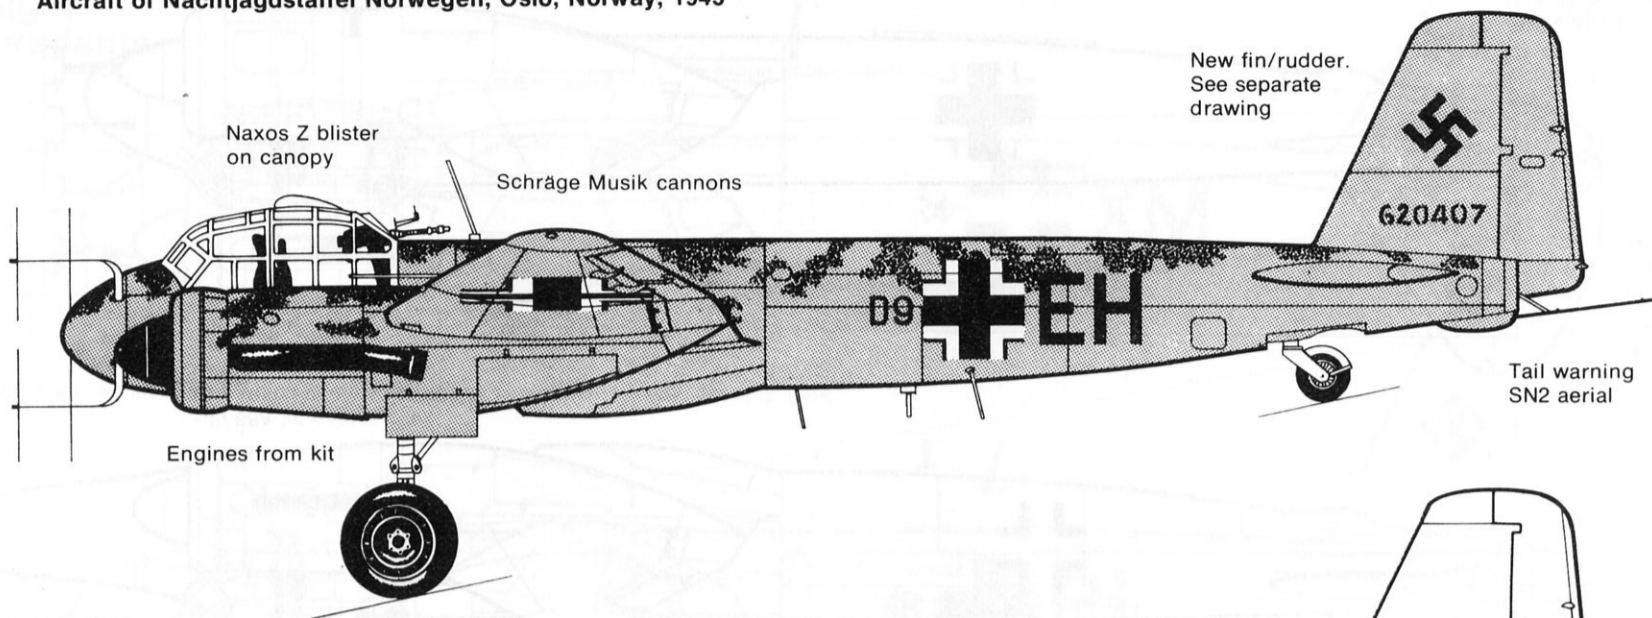 Aircraft of Nachtjagdstaffel Norwegen, Oslo, Norway, 1945
New fin/rudder.
See separate
drawing
Naxos Z blister
on canopy
Schräge Musik cannons
620407
D9 EH
Tail warning
SN2 aerial
Engines from kit